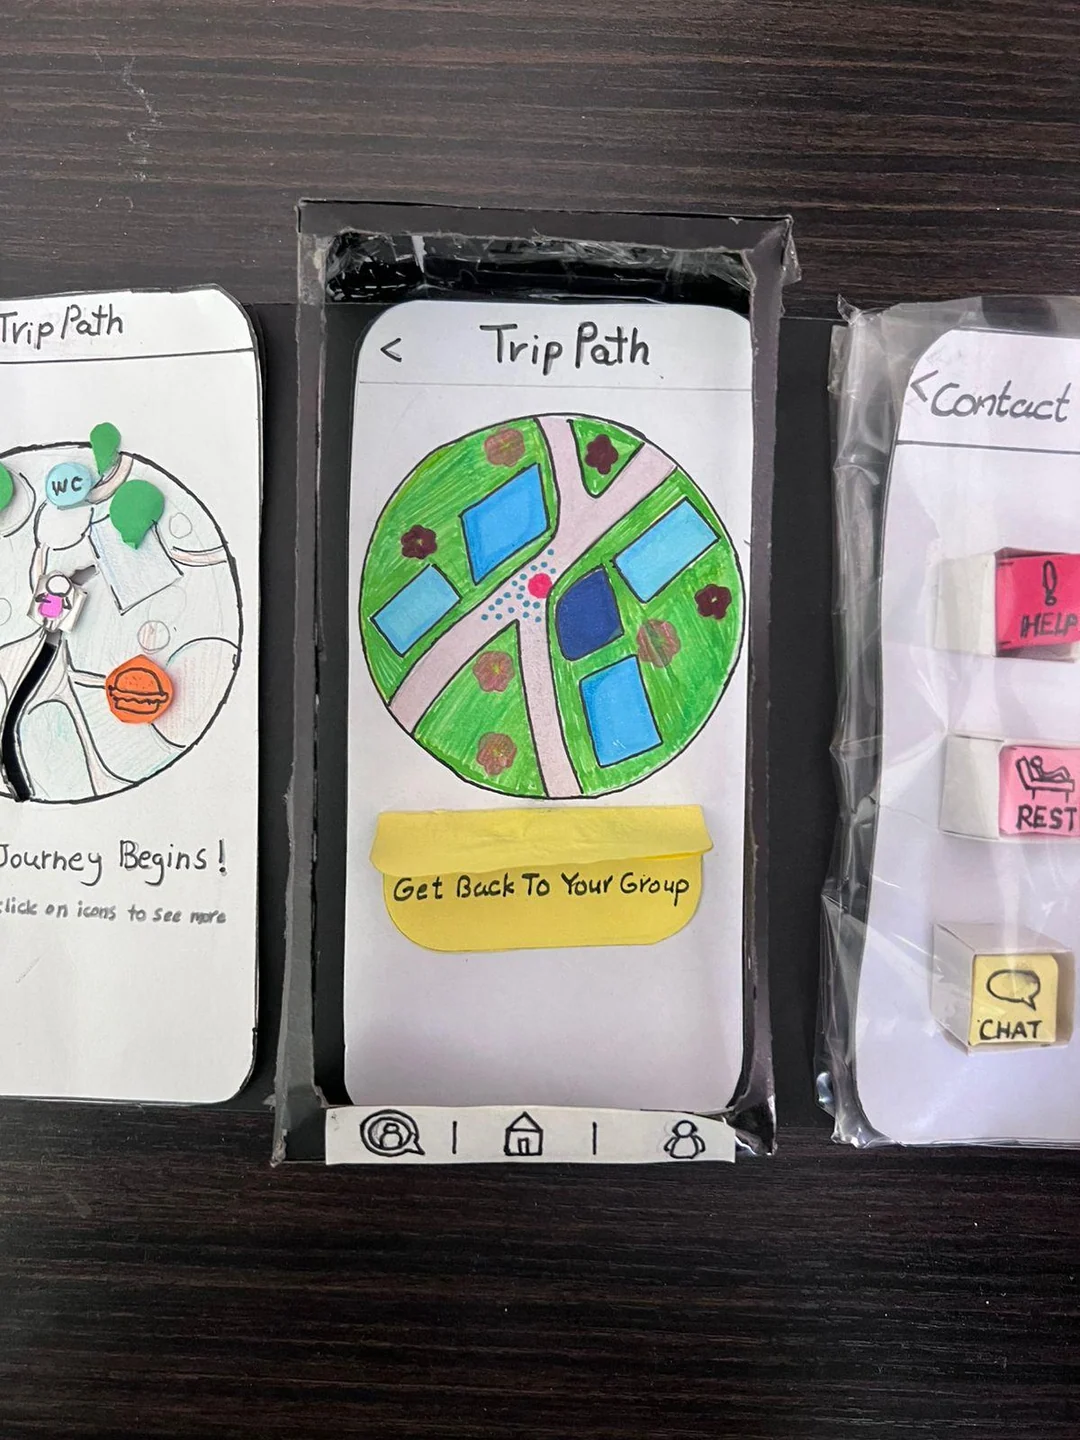 Trip Path
WC
Journey Begins!
click on icons to see more
<
Trip Path
Get Back To Your Group
< Contact
HELP
REST
CHAT